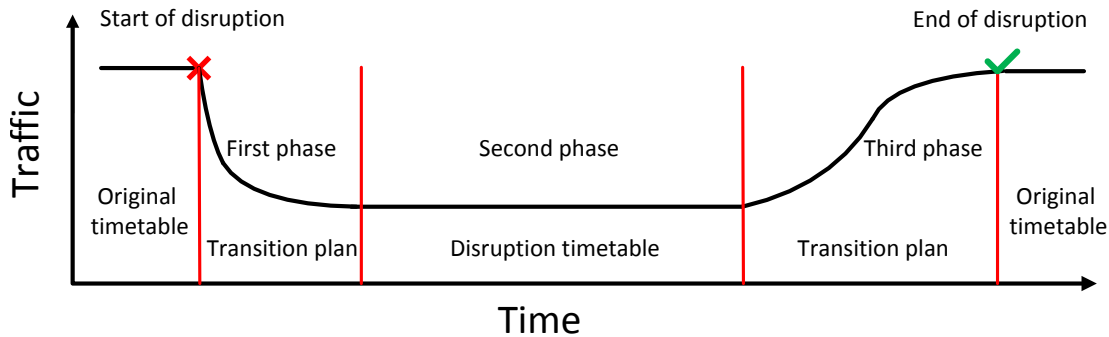 Start of disruption
End of disruption
Traffic
First phase
Second phase
Third phase
Original
timetable
Original
timetable
Transition plan
Disruption timetable
Transition plan
Time